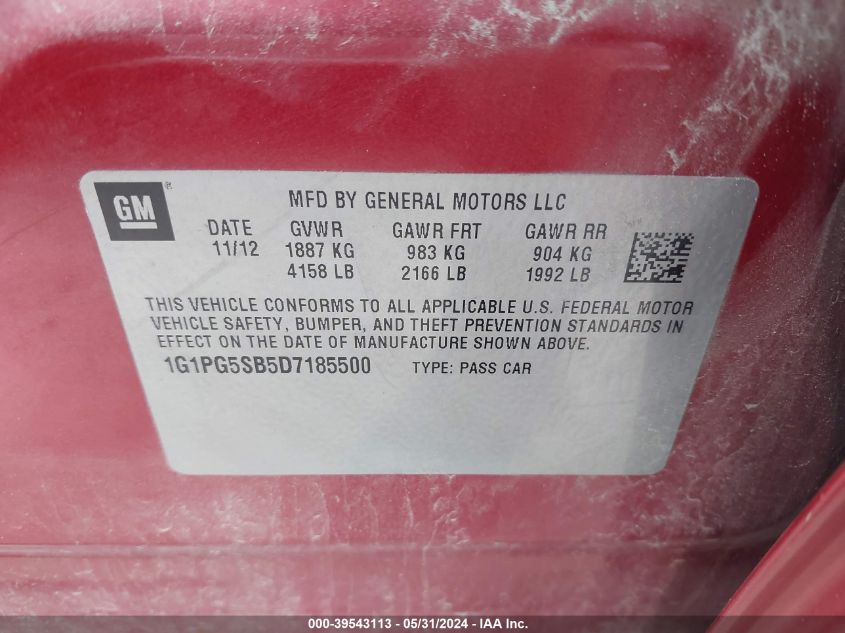 GM®
MFD BY GENERAL MOTORS LLC
DATE GVWR GAWR FRT GAWR RR
11/12 1887 KG 983 KG 904 KG
4158 LB 2166 LB 1992 LB
THIS VEHICLE CONFORMS TO ALL APPLICABLE U.S. FEDERAL MOTOR
VEHICLE SAFETY, BUMPER, AND THEFT PREVENTION STANDARDS IN
EFFECT ON THE DATE OF MANUFACTURE SHOWN ABOVE.
1G1PG5SB5D7185500 TYPE: PASS CAR
000-39543113 - 05/31/2024 - IAA Inc.